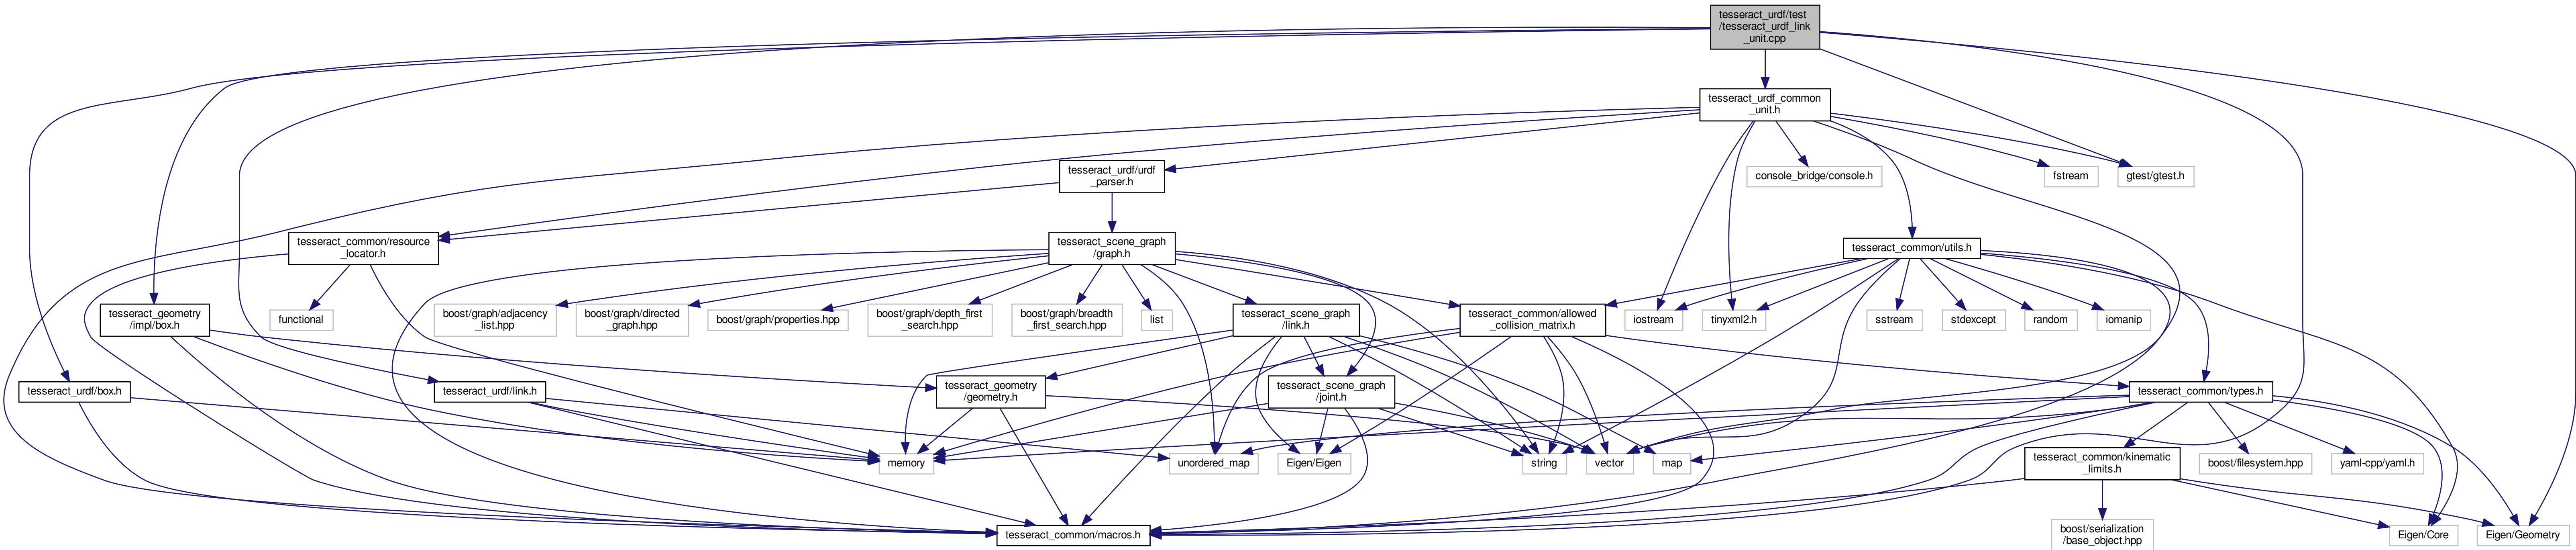 tesseract_urdf/test
/tesseract_urdf_link
_unit.cpp
tesseract_urdf_common
_unit.h
tesseract_urdf/urdf
_parser.h
console_bridge/console.h
fstream
gtest/gtest.h
tesseract_common/resource
_locator.h
tesseract_scene_graph
/graph.h
tesseract_common/utils.h
tesseract_geometry
/impl/box.h
functional
boost/graph/adjacency
_list.hpp
boost/graph/directed
_graph.hpp
boost/graph/properties.hpp
boost/graph/depth_first
_search.hpp
boost/graph/breadth
_first_search.hpp
list
tesseract_scene_graph
/link.h
tesseract_common/allowed
_collision_matrix.h
iostream
tinyxml2.h
sstream
stdexcept
random
iomanip
tesseract_urdf/box.h
tesseract_urdf/link.h
tesseract_geometry
/geometry.h
tesseract_scene_graph
/joint.h
tesseract_common/types.h
memory
unordered_map
Eigen/Eigen
string
vector
map
tesseract_common/kinematic
_limits.h
boost/filesystem.hpp
yaml-cpp/yaml.h
tesseract_common/macros.h
boost/serialization
/base_object.hpp
Eigen/Core
Eigen/Geometry